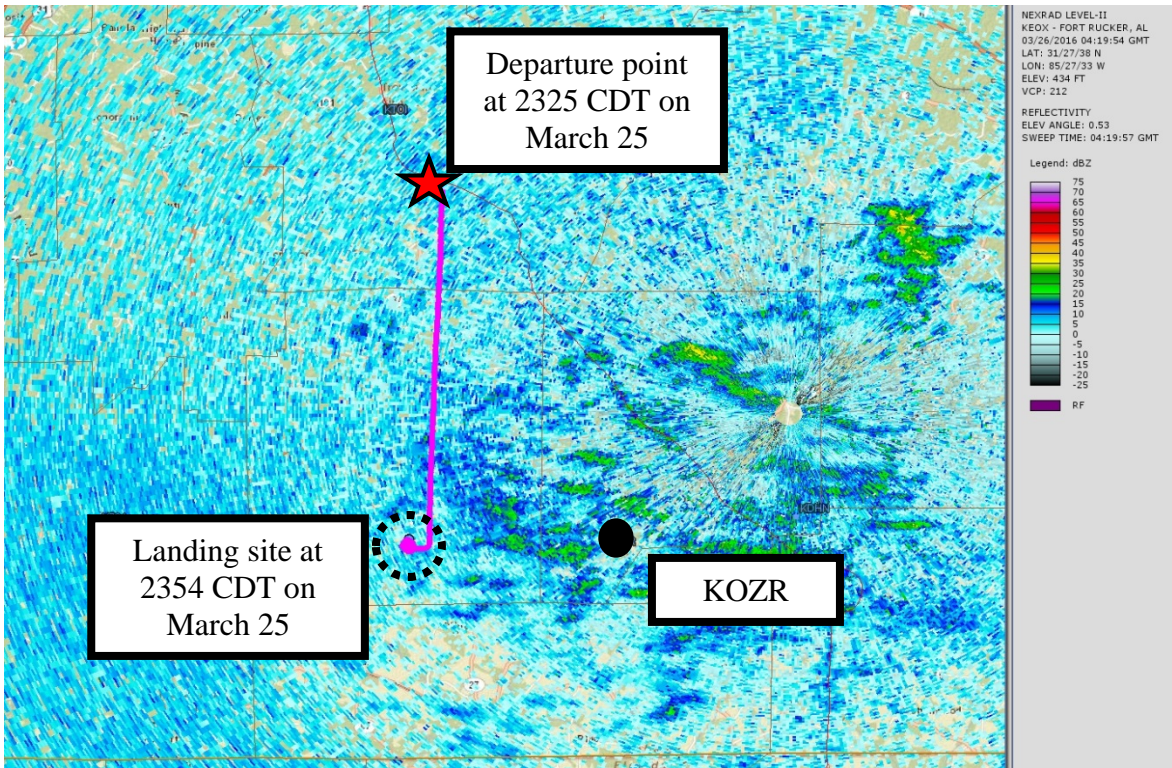 Departure point
at 2325 CDT on
March 25
Landing site at
2354 CDT on
March 25
KOZR
KDHN
NEXRAD LEVEL-II
KEOX - FORT RUCKER, AL
03/26/2016 04:19:54 GMT
LAT: 31/27/38 N
LON: 85/27/33 W
ELEV: 434 FT
VCP: 212
REFLECTIVITY
ELEV ANGLE: 0.53
SWEEP TIME: 04:19:57 GMT
Legend: dBZ
75
70
65
60
55
50
45
40
35
30
25
20
15
10
5
0
-5
-10
-15
-20
-25
RF